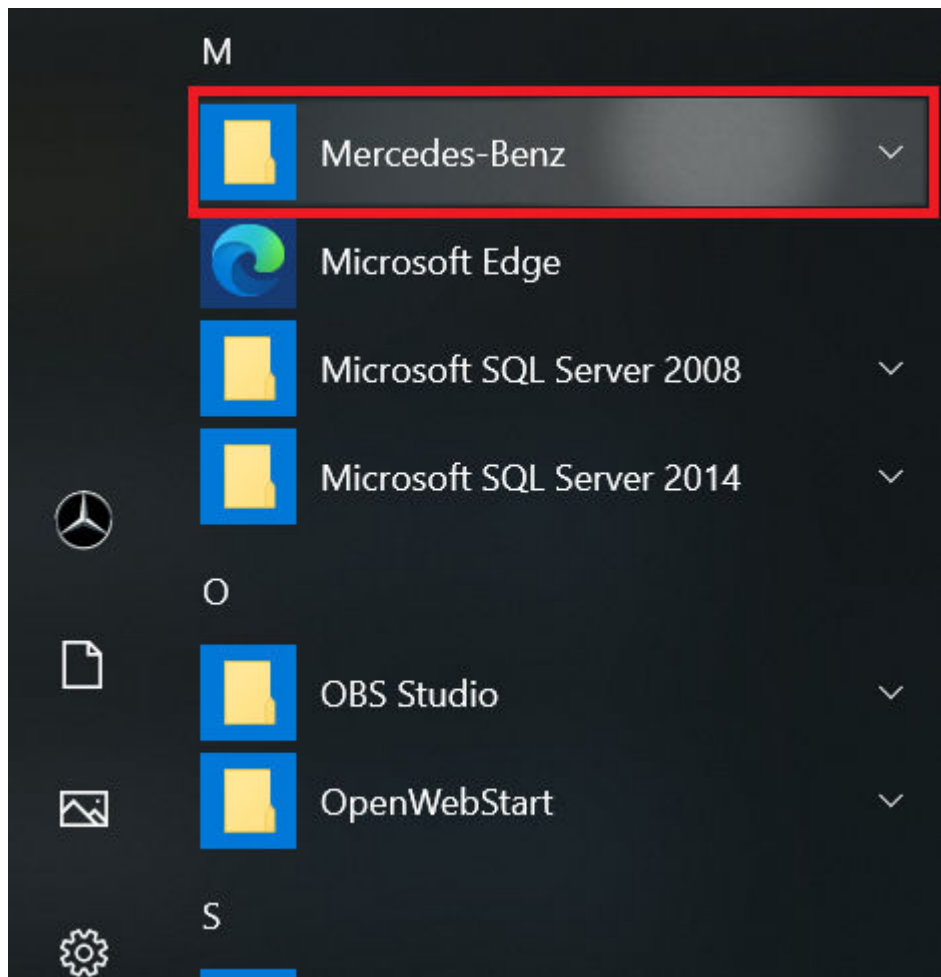 M
Mercedes-Benz
Microsoft Edge
Microsoft SQL Server 2008
Microsoft SQL Server 2014
O
OBS Studio
OpenWebStart
S